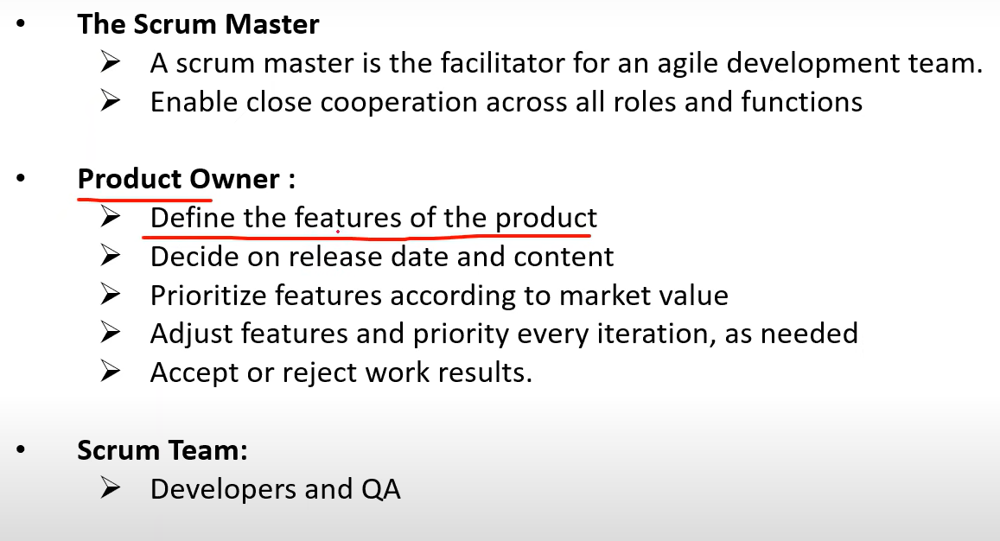 • The Scrum Master
➢ A scrum master is the facilitator for an agile development team.
➢ Enable close cooperation across all roles and functions
• Product Owner :
➢ Define the features of the product
➢ Decide on release date and content
➢ Prioritize features according to market value
➢ Adjust features and priority every iteration, as needed
➢ Accept or reject work results.
• Scrum Team:
➢ Developers and QA